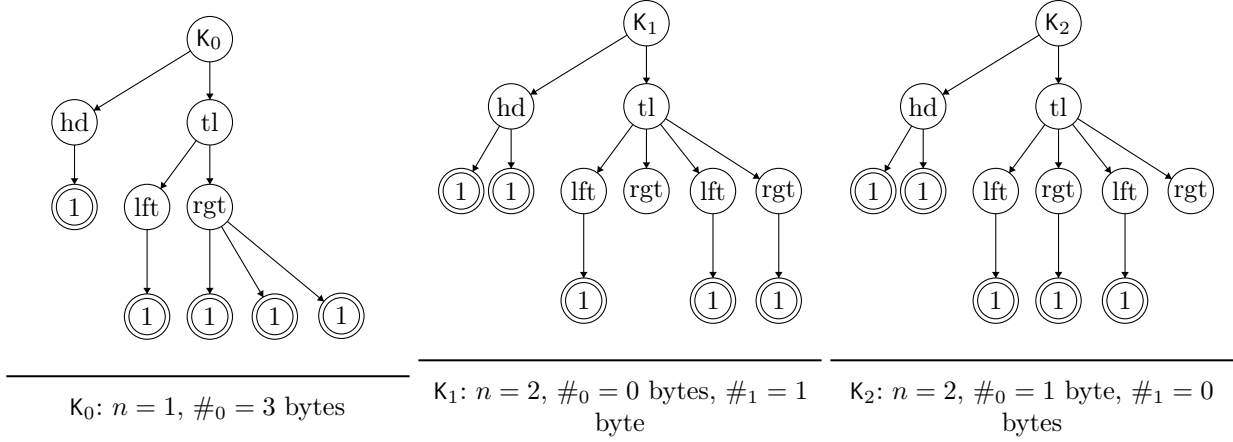 K₀
hd
tl
1
lft
rgt
1
1
1
1
K₀: n = 1, #₀ = 3 bytes
K₁
hd
tl
1
1
lft
rgt
lft
rgt
1
1
1
K₁: n = 2, #₀ = 0 bytes, #₁ = 1
byte
K₂
hd
tl
1
1
lft
rgt
lft
rgt
1
1
1
K₂: n = 2, #₀ = 1 byte, #₁ = 0
bytes